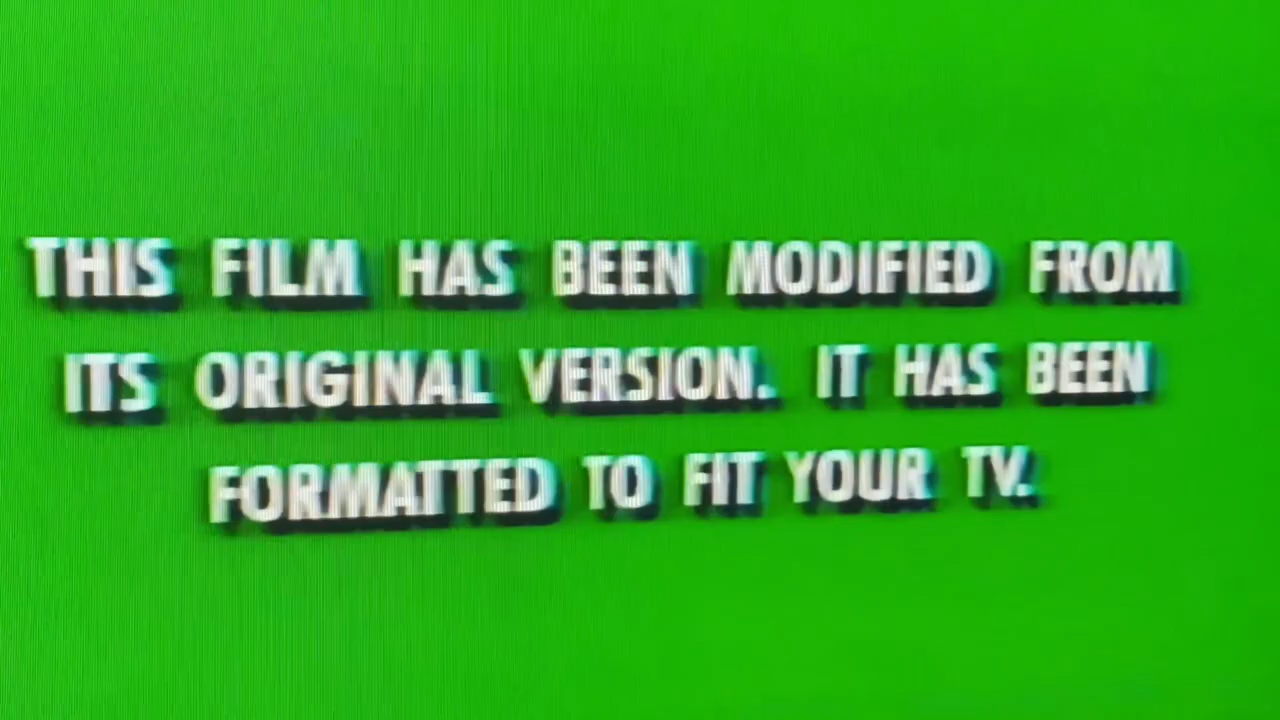 THIS FILM HAS BEEN MODIFIED FROM
ITS ORIGINAL VERSION. IT HAS BEEN
FORMATTED TO FIT YOUR TV.